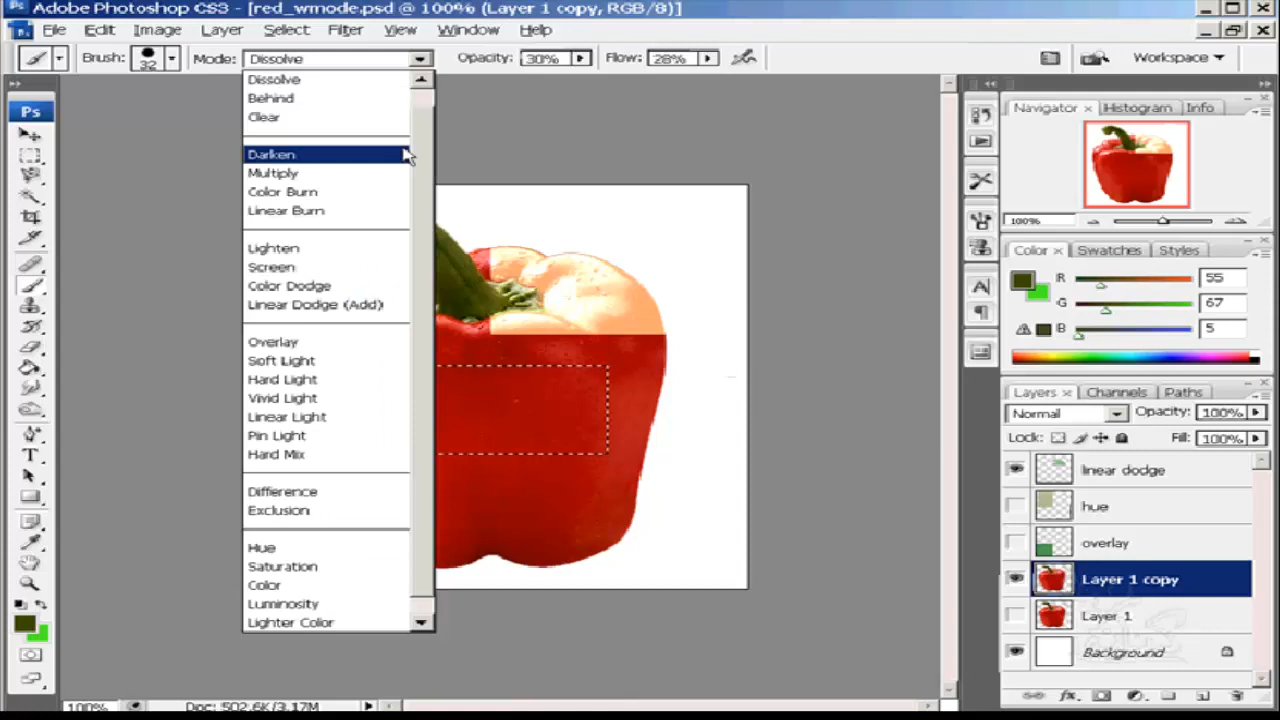 Adobe Photoshop CS3 - [red_wmode.psd @ 100% (Layer 1 copy, RGB/8)]
Ps File Edit Image Layer Select Filter View Window Help
Brush: 32 Mode: Dissolve Opacity: 30% Flow: 28% Workspace
Dissolve
Behind
Clear
Darken
Multiply
Color Burn
Linear Burn
Lighten
Screen
Color Dodge
Linear Dodge (Add)
Overlay
Soft Light
Hard Light
Vivid Light
Linear Light
Pin Light
Hard Mix
Difference
Exclusion
Hue
Saturation
Color
Luminosity
Lighter Color
Ps
T
Navigator × Histogram Info
100%
Color × Swatches Styles
R 55
G 67
B 5
A
Layers × Channels Paths
Normal Opacity: 100%
Lock: Fill: 100%
linear dodge
hue
overlay
Layer 1 copy
Layer 1
Background
100% Doc: 502.6K/3.17M